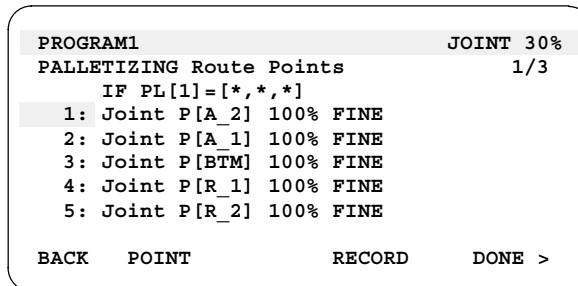 PROGRAM1 JOINT 30%
PALLETIZING Route Points 1/3
IF PL[1]=[*,*,*]
1: Joint P[A_2] 100% FINE
2: Joint P[A_1] 100% FINE
3: Joint P[BTM] 100% FINE
4: Joint P[R_1] 100% FINE
5: Joint P[R_2] 100% FINE
BACK POINT RECORD DONE >